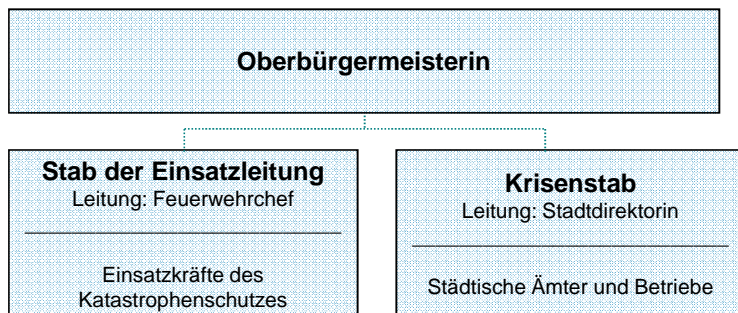 Oberbürgermeisterin
Stab der Einsatzleitung
Leitung: Feuerwehrchef
Einsatzkräfte des
Katastrophenschutzes
Krisenstab
Leitung: Stadtdirektorin
Städtische Ämter und Betriebe